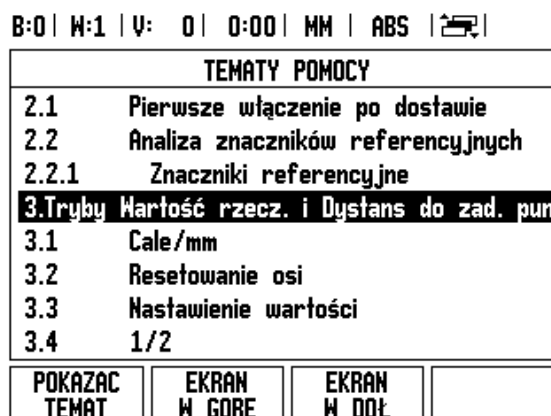 B:0| W:1 |V: 0| 0:00| MM | ABS |
TEMATY POMOCY
2.1 Pierwsze włączenie po dostawie
2.2 Analiza znaczników referencyjnych
2.2.1 Znaczniki referencyjne
3.Tryby Wartość rzecz. i Dystans do zad. pun
3.1 Cale/mm
3.2 Resetowanie osi
3.3 Nastawienie wartości
3.4 1/2
POKAZAC TEMAT
EKRAN W GORE
EKRAN W DOŁ